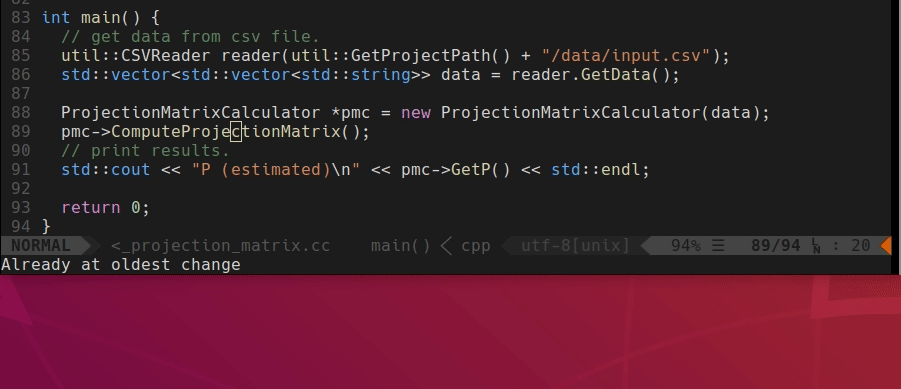 82
83 int main() {
84   // get data from csv file.
85   util::CSVReader reader(util::GetProjectPath() + "/data/input.csv");
86   std::vector<std::vector<std::string>> data = reader.GetData();
87
88   ProjectionMatrixCalculator *pmc = new ProjectionMatrixCalculator(data);
89   pmc->ComputeProjectionMatrix();
90   // print results.
91   std::cout << "P (estimated)\n" << pmc->GetP() << std::endl;
92
93   return 0;
94 }
NORMAL <_projection_matrix.cc main() < cpp utf-8[unix] 94% ☰ 89/94 ㏑ : 20
Already at oldest change